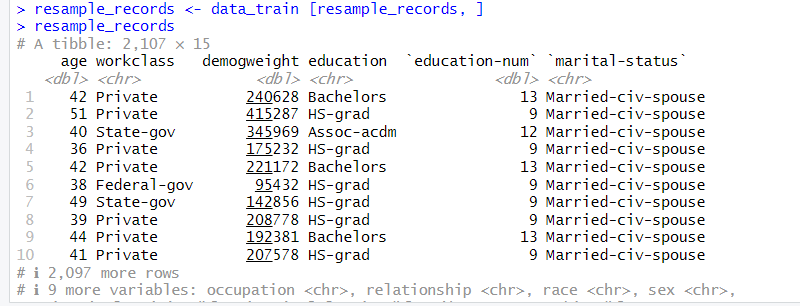 > resample_records <- data_train [resample_records, ]
> resample_records
# A tibble: 2,107 × 15
age workclass demogweight education `education-num` `marital-status`
<dbl> <chr> <dbl> <chr> <dbl> <chr>
1 42 Private 240628 Bachelors 13 Married-civ-spouse
2 51 Private 415287 HS-grad 9 Married-civ-spouse
3 40 State-gov 345969 Assoc-acdm 12 Married-civ-spouse
4 36 Private 175232 HS-grad 9 Married-civ-spouse
5 42 Private 221172 Bachelors 13 Married-civ-spouse
6 38 Federal-gov 95432 HS-grad 9 Married-civ-spouse
7 49 State-gov 142856 HS-grad 9 Married-civ-spouse
8 39 Private 208778 HS-grad 9 Married-civ-spouse
9 44 Private 192381 Bachelors 13 Married-civ-spouse
10 41 Private 207578 HS-grad 9 Married-civ-spouse
# ℹ 2,097 more rows
# ℹ 9 more variables: occupation <chr>, relationship <chr>, race <chr>, sex <chr>,